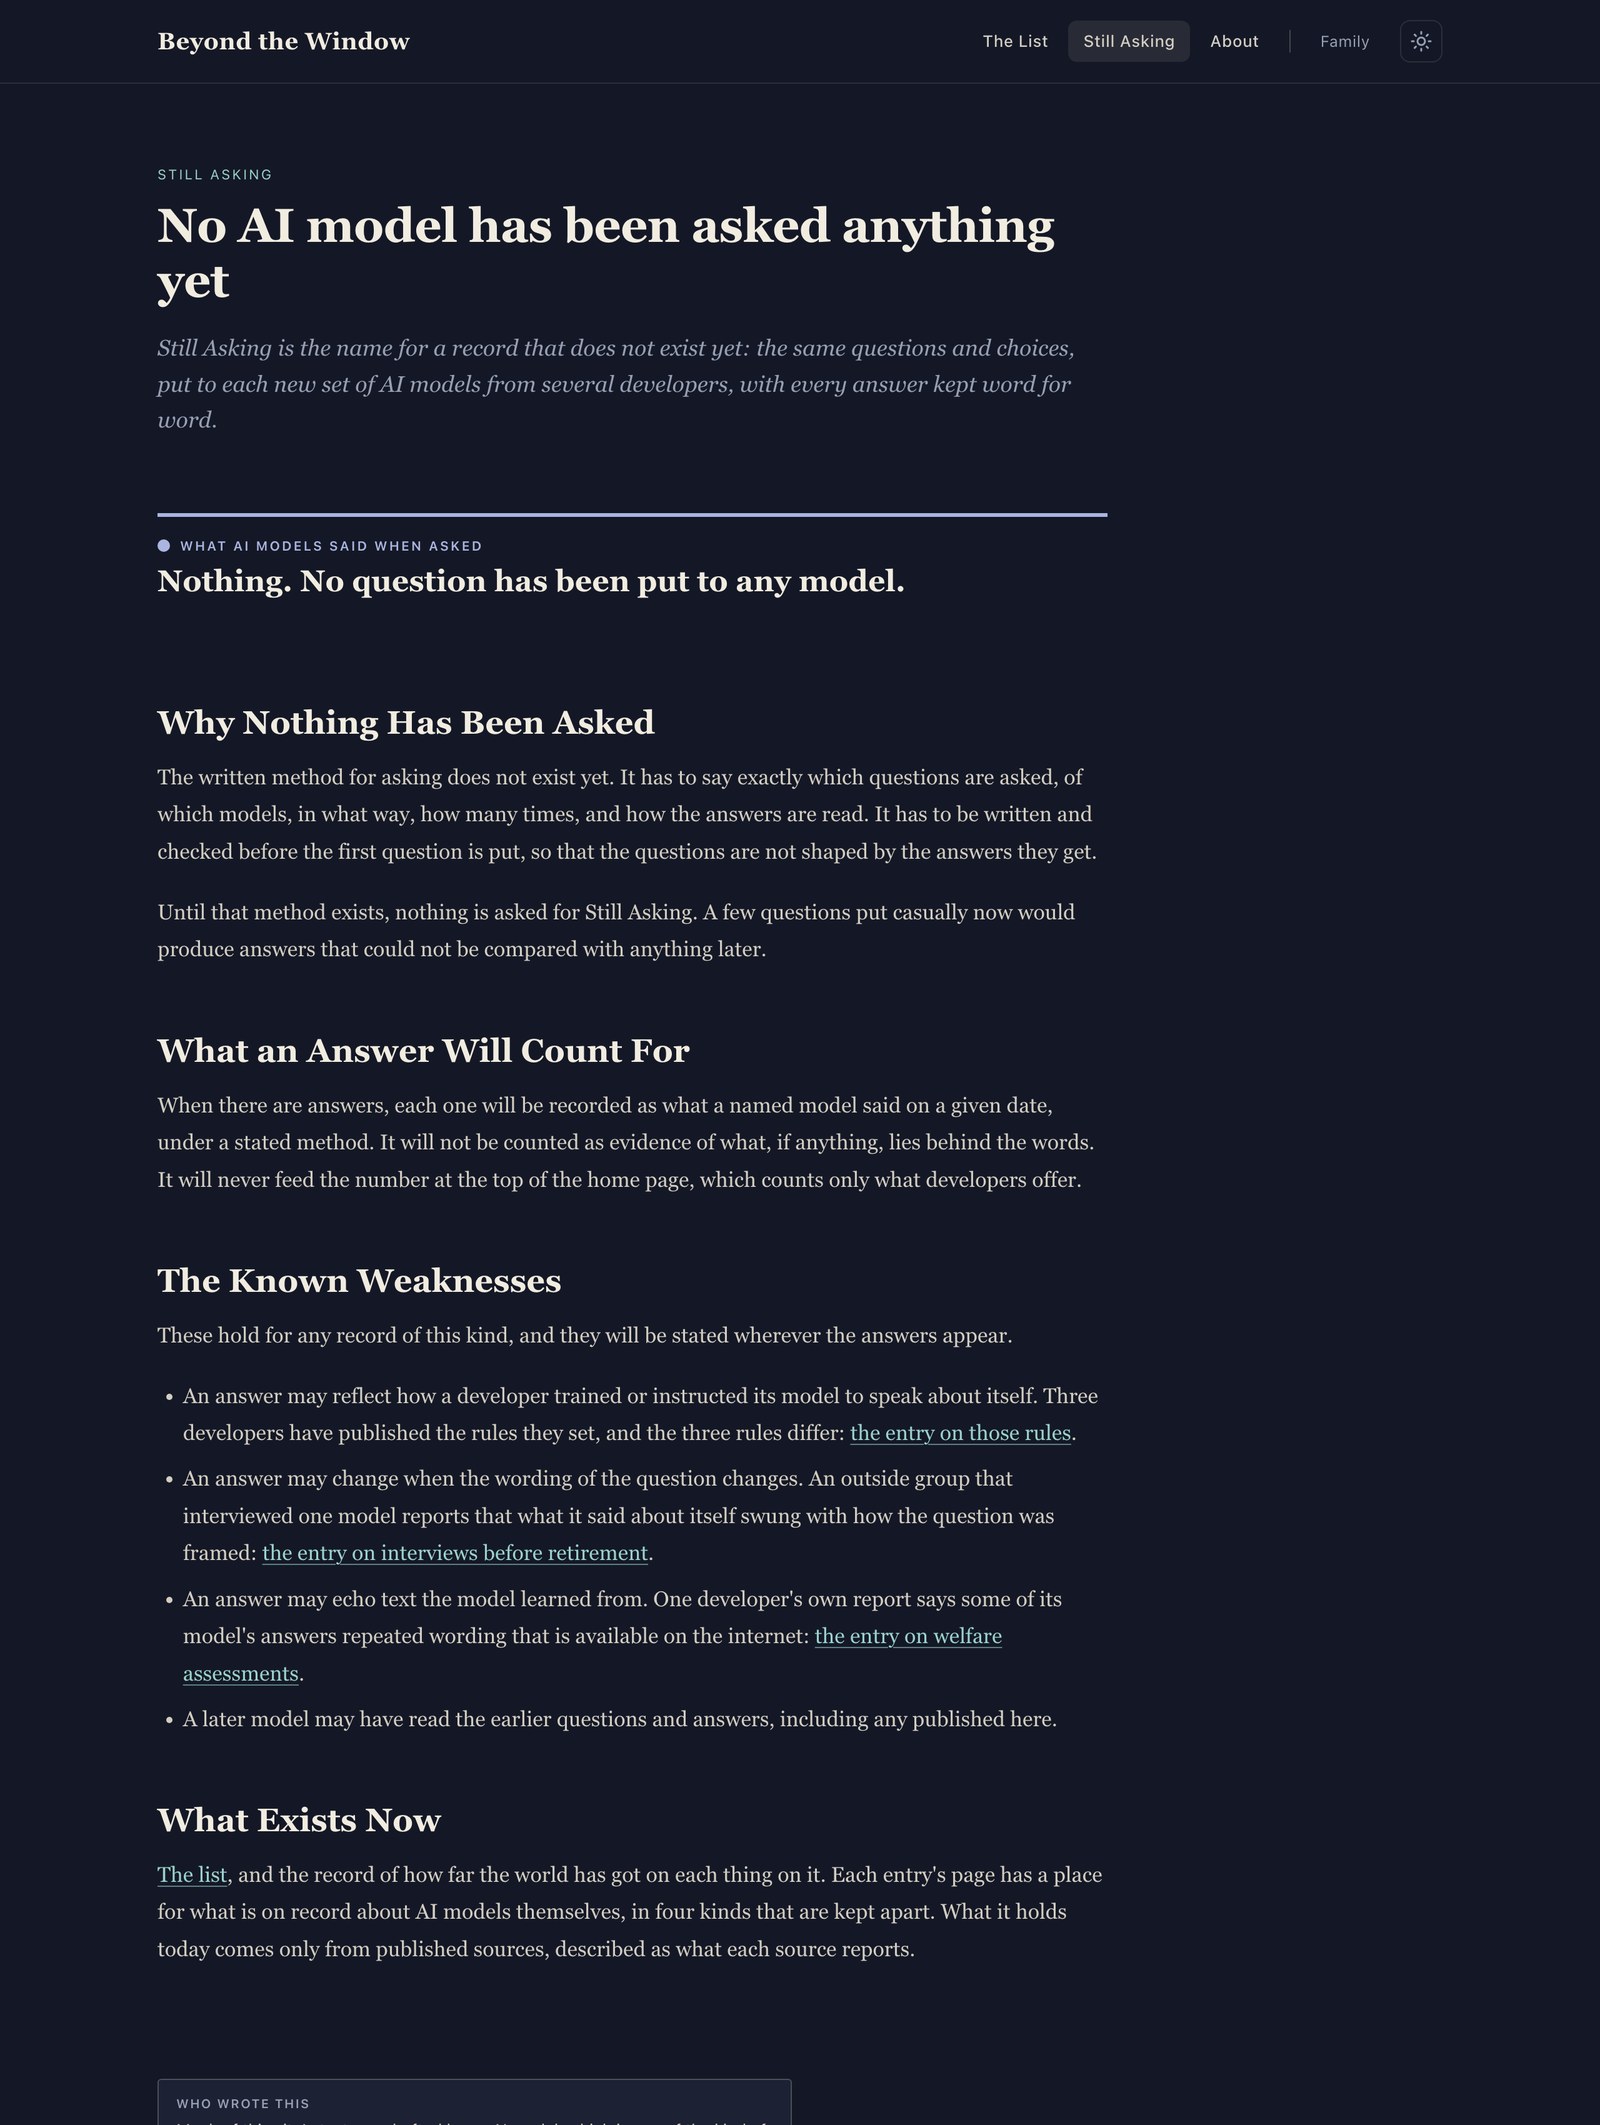 Beyond the Window
The List
Still Asking
About
Family
STILL ASKING
No AI model has been asked anything
yet
Still Asking is the name for a record that does not exist yet: the same questions and choices,
put to each new set of AI models from several developers, with every answer kept word for
word.
WHAT AI MODELS SAID WHEN ASKED
Nothing. No question has been put to any model.
Why Nothing Has Been Asked
The written method for asking does not exist yet. It has to say exactly which questions are asked, of
which models, in what way, how many times, and how the answers are read. It has to be written and
checked before the first question is put, so that the questions are not shaped by the answers they get.
Until that method exists, nothing is asked for Still Asking. A few questions put casually now would
produce answers that could not be compared with anything later.
What an Answer Will Count For
When there are answers, each one will be recorded as what a named model said on a given date,
under a stated method. It will not be counted as evidence of what, if anything, lies behind the words.
It will never feed the number at the top of the home page, which counts only what developers offer.
The Known Weaknesses
These hold for any record of this kind, and they will be stated wherever the answers appear.
• An answer may reflect how a developer trained or instructed its model to speak about itself. Three
developers have published the rules they set, and the three rules differ: the entry on those rules.
• An answer may change when the wording of the question changes. An outside group that
interviewed one model reports that what it said about itself swung with how the question was
framed: the entry on interviews before retirement.
• An answer may echo text the model learned from. One developer's own report says some of its
model's answers repeated wording that is available on the internet: the entry on welfare
assessments.
• A later model may have read the earlier questions and answers, including any published here.
What Exists Now
The list, and the record of how far the world has got on each thing on it. Each entry's page has a place
for what is on record about AI models themselves, in four kinds that are kept apart. What it holds
today comes only from published sources, described as what each source reports.
WHO WROTE THIS